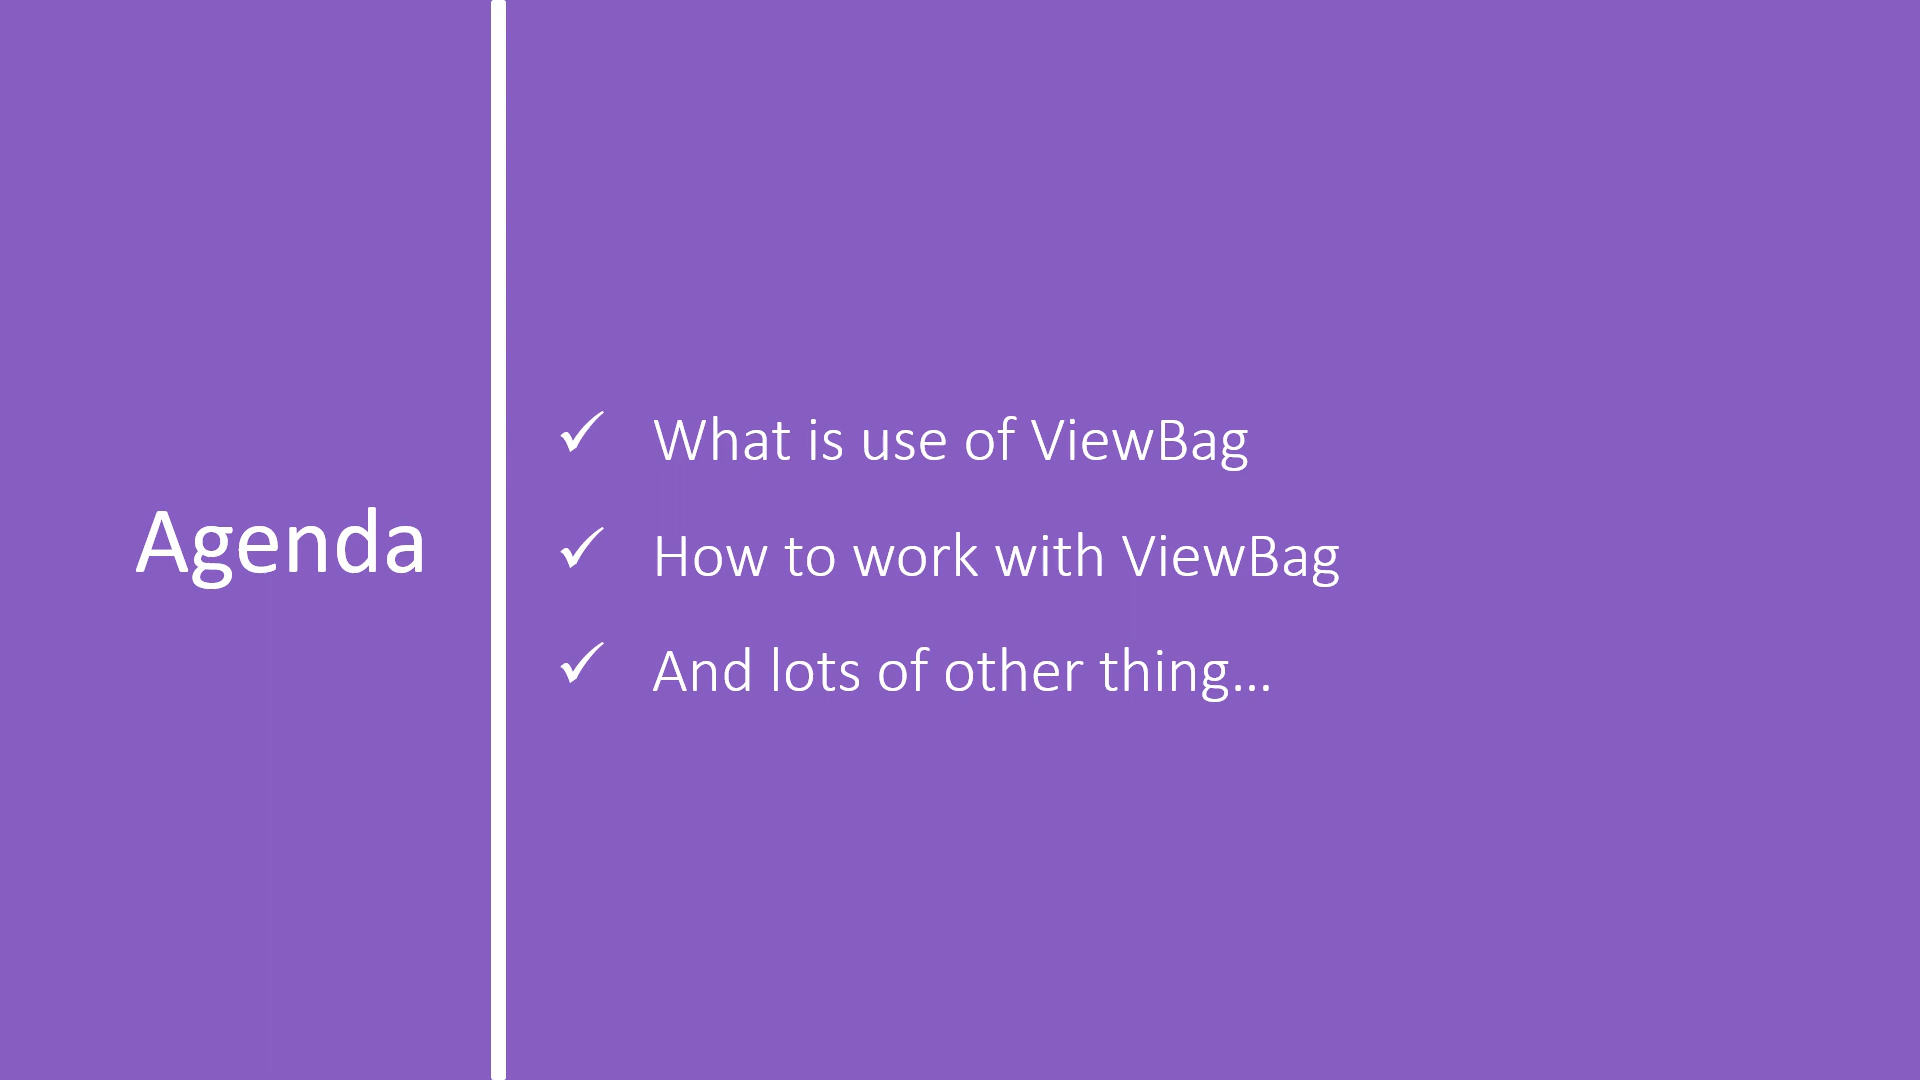 Agenda
✓ What is use of ViewBag
✓ How to work with ViewBag
✓ And lots of other thing...